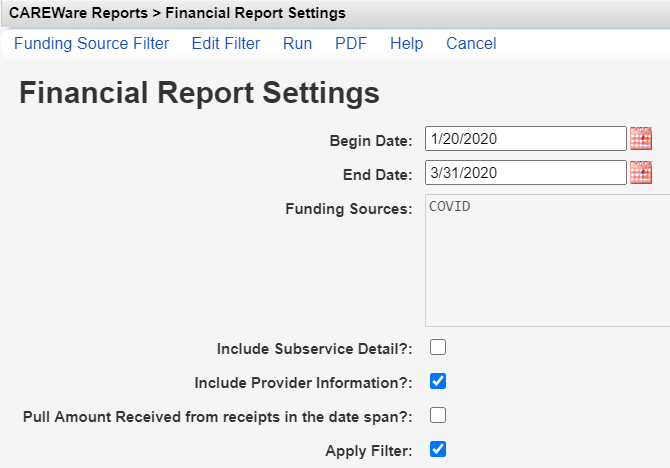 CAREWare Reports > Financial Report Settings
Funding Source Filter Edit Filter Run PDF Help Cancel
Financial Report Settings
Begin Date: 1/20/2020
End Date: 3/31/2020
Funding Sources: COVID
Include Subservice Detail?:
Include Provider Information?:
Pull Amount Received from receipts in the date span?:
Apply Filter: